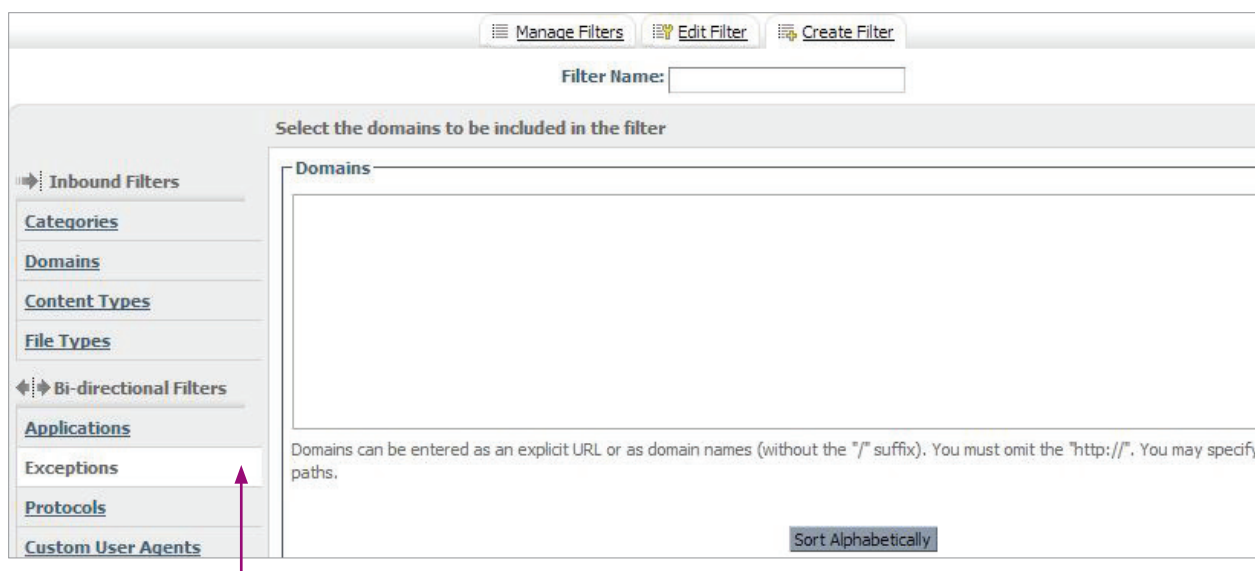 Manage Filters Edit Filter Create Filter
Filter Name:
Select the domains to be included in the filter
Inbound Filters
Categories
Domains
Content Types
File Types
Bi-directional Filters
Applications
Exceptions
Protocols
Custom User Agents
Domains
Domains can be entered as an explicit URL or as domain names (without the "/" suffix). You must omit the "http://". You may specify
paths.
Sort Alphabetically